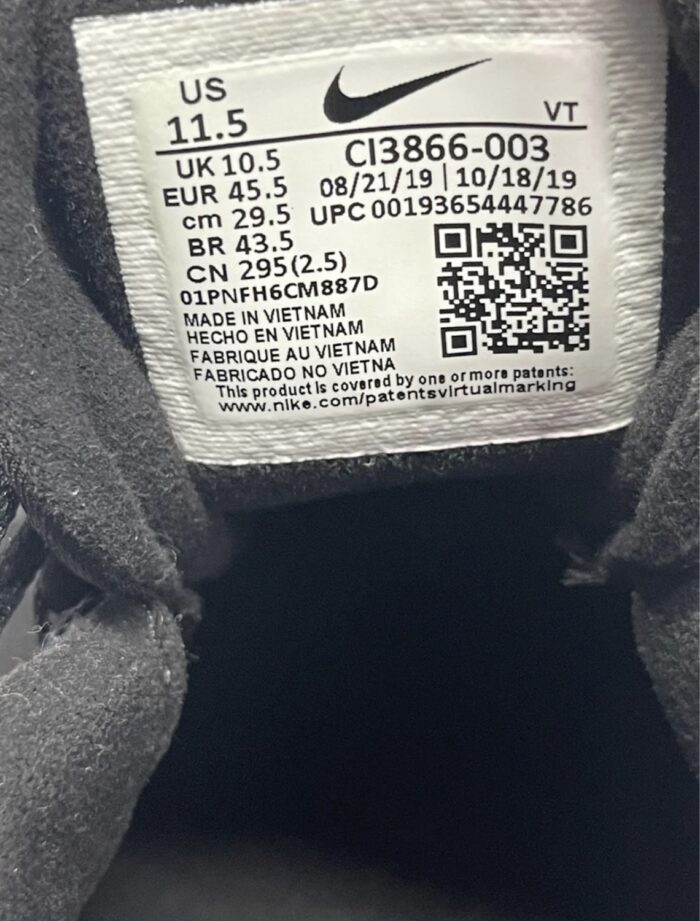 US
11.5
VT
UK 10.5
EUR 45.5
cm 29.5
BR 43.5
CN 295(2.5)
CI3866-003
08/21/19 | 10/18/19
UPC 00193654447786
01PNFH6CM887D
MADE IN VIETNAM
HECHO EN VIETNAM
FABRIQUE AU VIETNAM
FABRICADO NO VIETNA
This product is covered by one or more patents:
www.nike.com/patentsvirtualmarking